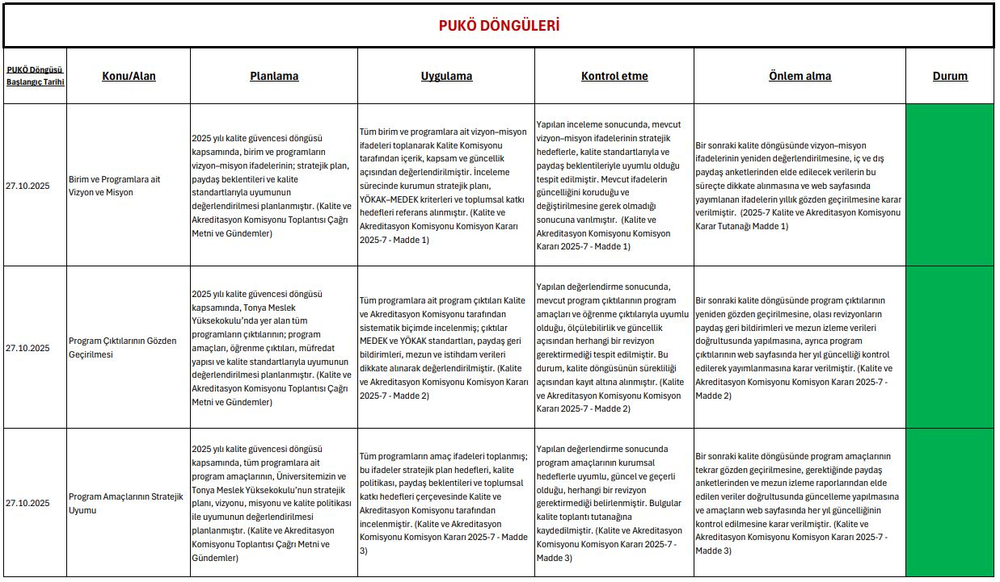 PUKÖ DÖNGÜLERİ
PUKÖ Döngüsü
Başlangıç Tarihi
Konu/Alan
Planlama
Uygulama
Kontrol etme
Önlem alma
Durum
27.10.2025
Birim ve Programlara ait
Vizyon ve Misyon
2025 yılı kalite güvencesi döngüsü
kapsamında, birim ve programların
vizyon–misyon ifadelerinin; stratejik plan,
paydaş beklentileri ve kalite
standartlarıyla uyumunun
değerlendirilmesi planlanmıştır. (Kalite ve
Akreditasyon Komisyonu Toplantısı Çağrı
Metni ve Gündemler)
Tüm birim ve programlara ait vizyon–misyon
ifadeleri toplanarak Kalite Komisyonu
tarafından içerik, kapsam ve güncellik
açısından değerlendirilmiştir. İnceleme
sürecinde kurumun stratejik planı,
YÖKAK–MEDEK kriterleri ve toplumsal katkı
hedefleri referans alınmıştır. (Kalite ve
Akreditasyon Komisyonu Komisyon Kararı
2025-7 - Madde 1)
Yapılan inceleme sonucunda, mevcut
vizyon–misyon ifadelerinin stratejik
hedeflerle, kalite standartlarıyla ve
paydaş beklentileriyle uyumlu olduğu
tespit edilmiştir. Mevcut ifadelerin
güncelliğini koruduğu ve
değiştirilmesine gerek olmadığı
sonucuna varılmıştır.  (Kalite ve
Akreditasyon Komisyonu Komisyon
Kararı 2025-7 - Madde 1)
Bir sonraki kalite döngüsünde vizyon–misyon
ifadelerinin yeniden değerlendirilmesine, iç ve dış
paydaş anketlerinden elde edilecek verilerin bu
süreçte dikkate alınmasına ve web sayfasında
yayımlanan ifadelerin yıllık gözden geçirilmesine karar
verilmiştir.  (2025-7 Kalite ve Akreditasyon Komisyonu
Karar Tutanağı Madde 1)
27.10.2025
Program Çıktılarının Gözden
Geçirilmesi
2025 yılı kalite güvencesi döngüsü
kapsamında, Tonya Meslek
Yüksekokulu’nda yer alan tüm
programların çıktılarının; program
amaçları, öğrenme çıktıları, müfredat
yapısı ve kalite standartlarıyla uyumunun
değerlendirilmesi planlanmıştır. (Kalite ve
Akreditasyon Komisyonu Toplantısı Çağrı
Metni ve Gündemler)
Tüm programlara ait program çıktıları Kalite
ve Akreditasyon Komisyonu tarafından
sistematik biçimde incelenmiş; çıktılar
MEDEK ve YÖKAK standartları, paydaş geri
bildirimleri, mezun ve istihdam verileri
dikkate alınarak değerlendirilmiştir. (Kalite
ve Akreditasyon Komisyonu Komisyon Kararı
2025-7 - Madde 2)
Yapılan değerlendirme sonucunda,
mevcut program çıktılarının program
amaçları ve öğrenme çıktılarıyla uyumlu
olduğu, ölçülebilirlik ve güncellik
açısından herhangi bir revizyon
gerektirmediği tespit edilmiştir. Bu
durum, kalite döngüsünün sürekliliği
açısından kayıt altına alınmıştır. (Kalite
ve Akreditasyon Komisyonu Komisyon
Kararı 2025-7 - Madde 2)
Bir sonraki kalite döngüsünde program çıktılarının
yeniden gözden geçirilmesine, olası revizyonların
paydaş geri bildirimleri ve mezun izleme verileri
doğrultusunda yapılmasına, ayrıca program
çıktılarının web sayfasında her yıl güncelliği kontrol
edilerek yayımlanmasına karar verilmiştir. (Kalite ve
Akreditasyon Komisyonu Komisyon Kararı 2025-7 -
Madde 2)
27.10.2025
Program Amaçlarının Stratejik
Uyumu
2025 yılı kalite güvencesi döngüsü
kapsamında, tüm programlara ait
program amaçlarının, Üniversitemizin ve
Tonya Meslek Yüksekokulu’nun stratejik
planı, vizyonu, misyonu ve kalite politikası
ile uyumunun değerlendirilmesi
planlanmıştır. (Kalite ve Akreditasyon
Komisyonu Toplantısı Çağrı Metni ve
Gündemler)
Tüm programların amaç ifadeleri toplanmış;
bu ifadeler stratejik plan hedefleri, kalite
politikası, paydaş beklentileri ve toplumsal
katkı hedefleri çerçevesinde Kalite ve
Akreditasyon Komisyonu tarafından
incelenmiştir. (Kalite ve Akreditasyon
Komisyonu Komisyon Kararı 2025-7 - Madde
3)
Yapılan değerlendirme sonucunda
program amaçlarının kurumsal
hedeflerle uyumlu, güncel ve geçerli
olduğu, herhangi bir revizyon
gerektirmediği belirlenmiştir. Bulgular
kalite toplantı tutanağına
kaydedilmiştir. (Kalite ve Akreditasyon
Komisyonu Komisyon Kararı 2025-7 -
Madde 3)
Bir sonraki kalite döngüsünde program amaçlarının
tekrar gözden geçirilmesine, gerektiğinde paydaş
anketlerinden ve mezun izleme raporlarından elde
edilen veriler doğrultusunda güncelleme yapılmasına
ve amaçların web sayfasında her yıl güncelliğinin
kontrol edilmesine karar verilmiştir. (Kalite ve
Akreditasyon Komisyonu Komisyon Kararı 2025-7 -
Madde 3)